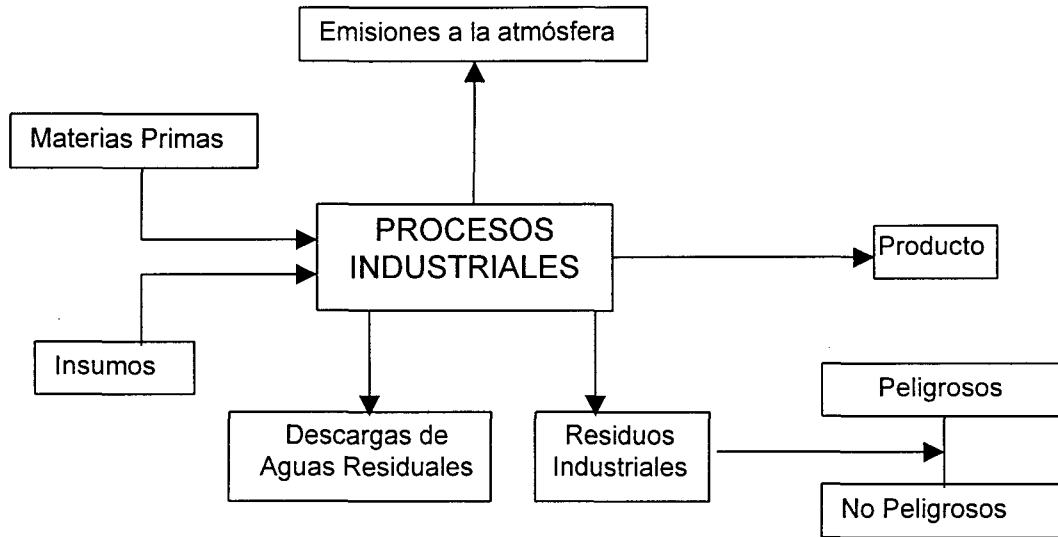 Emisiones a la atmósfera
Materias Primas
PROCESOS
INDUSTRIALES
Producto
Insumos
Descargas de
Aguas Residuales
Residuos
Industriales
Peligrosos
No Peligrosos